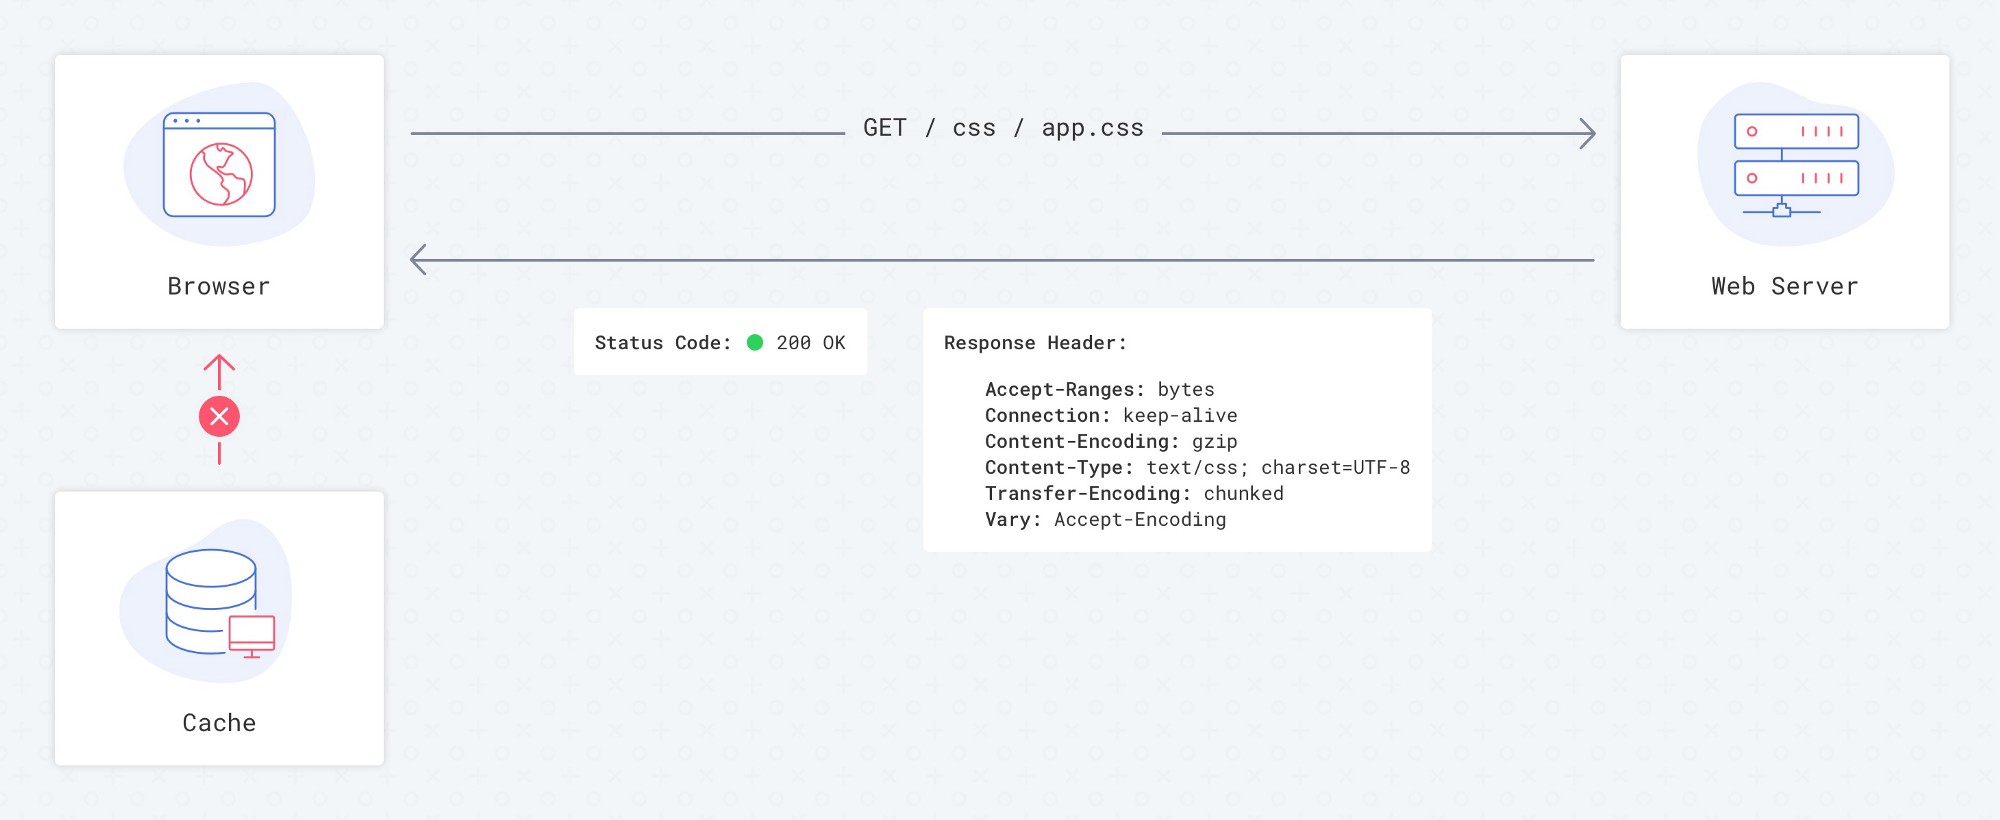 GET / css / app.css
Browser
Web Server
Status Code: 200 OK
Response Header:
Accept-Ranges: bytes
Connection: keep-alive
Content-Encoding: gzip
Content-Type: text/css; charset=UTF-8
Transfer-Encoding: chunked
Vary: Accept-Encoding
Cache